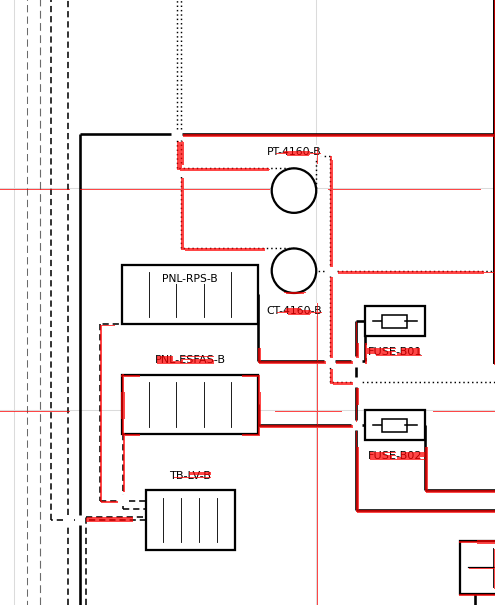 PT-4160-B
PNL-RPS-B
CT-4160-B
FUSE-B01
PNL-ESFAS-B
FUSE-B02
TB-LV-B